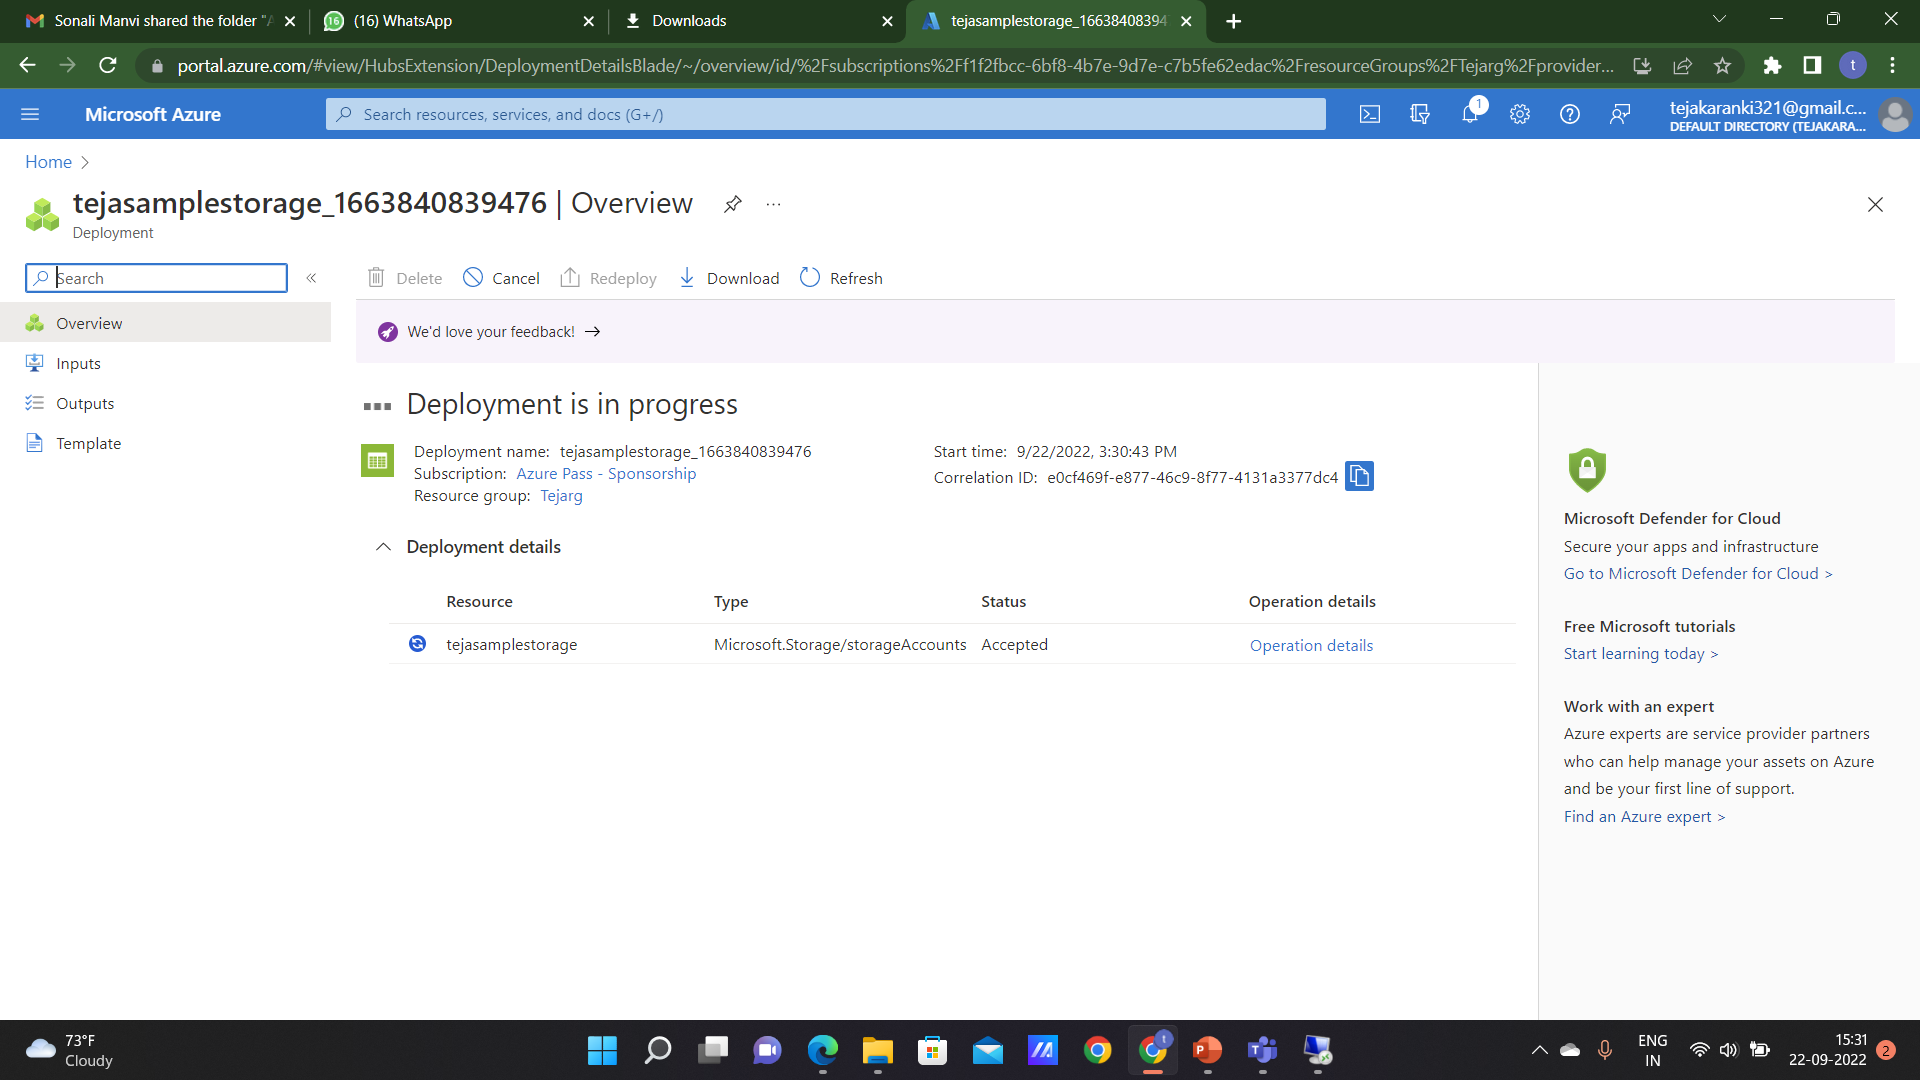 Sonali Manvi shared the folder "A
(16) WhatsApp
Downloads
tejasamplestorage_16638408394
portal.azure.com/#view/HubsExtension/DeploymentDetailsBlade/~/overview/id/%2Fsubscriptions%2Ff1f2fbcc-6bf8-4b7e-9d7e-c7b5fe62edac%2FresourceGroups%2FTejarg%2Fprovider...
t
Microsoft Azure
Search resources, services, and docs (G+/)
1
tejakaranki321@gmail.c...
DEFAULT DIRECTORY (TEJAKARA...
Home
tejasamplestorage_1663840839476 | Overview
...
Deployment
Search
«
Delete
Cancel
Redeploy
Download
Refresh
Overview
Inputs
Outputs
Template
We'd love your feedback! →
Deployment is in progress
Deployment name: tejasamplestorage_1663840839476
Subscription: Azure Pass - Sponsorship
Resource group: Tejarg
Start time: 9/22/2022, 3:30:43 PM
Correlation ID: e0cf469f-e877-46c9-8f77-4131a3377dc4
Deployment details
Resource Type Status Operation details
tejasamplestorage Microsoft.Storage/storageAccounts Accepted Operation details
Microsoft Defender for Cloud
Secure your apps and infrastructure
Go to Microsoft Defender for Cloud >
Free Microsoft tutorials
Start learning today >
Work with an expert
Azure experts are service provider partners
who can help manage your assets on Azure
and be your first line of support.
Find an Azure expert >
73°F
Cloudy
ENG
IN
15:31
22-09-2022
2